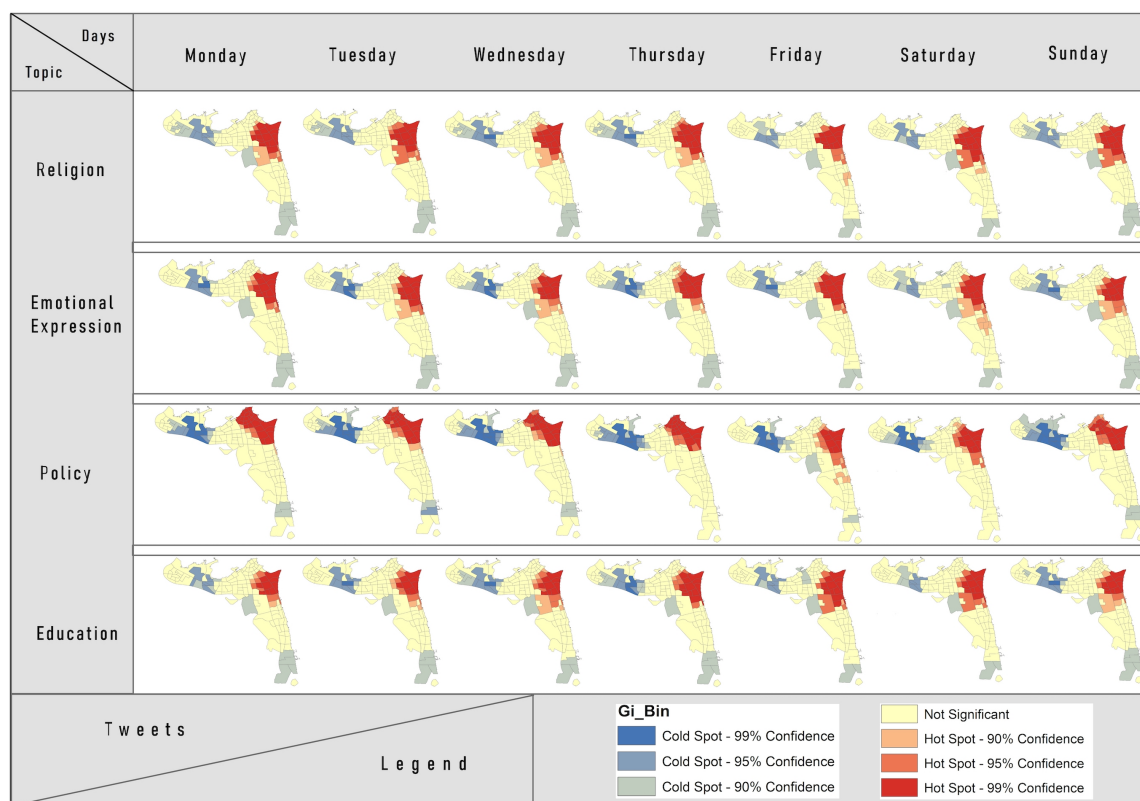 Days
Topic
Monday
Tuesday
Wednesday
Thursday
Friday
Saturday
Sunday
Religion
Emotional
Expression
Policy
Education
Tweets
Legend
Gi_Bin
Cold Spot - 99% Confidence
Cold Spot - 95% Confidence
Cold Spot - 90% Confidence
Not Significant
Hot Spot - 90% Confidence
Hot Spot - 95% Confidence
Hot Spot - 99% Confidence